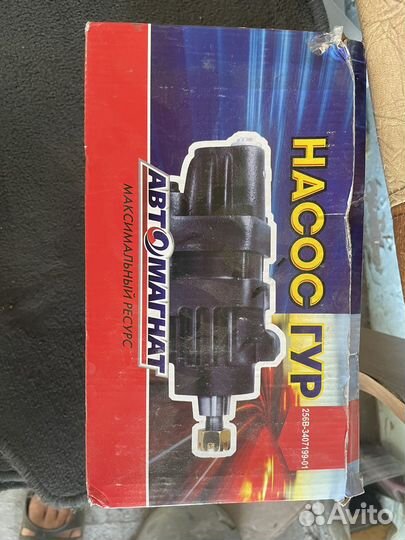 НАСОС ГУР
256В-3407199-01
АВТОМАГНАТ
МАКСИМАЛЬНЫЙ РЕСУРС
Avito